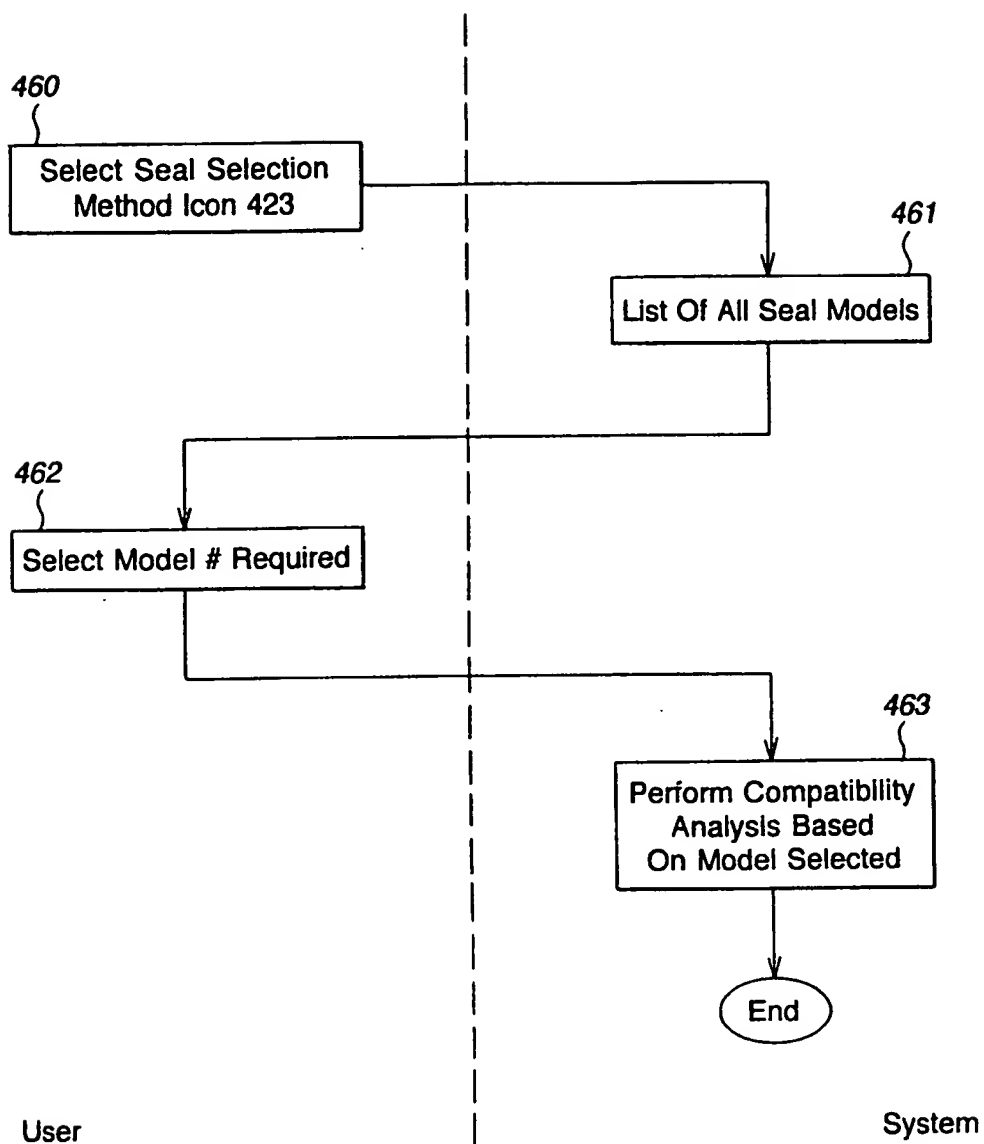 460
Select Seal Selection
Method Icon 423
461
List Of All Seal Models
462
Select Model # Required
463
Perform Compatibility
Analysis Based
On Model Selected
End
User
System